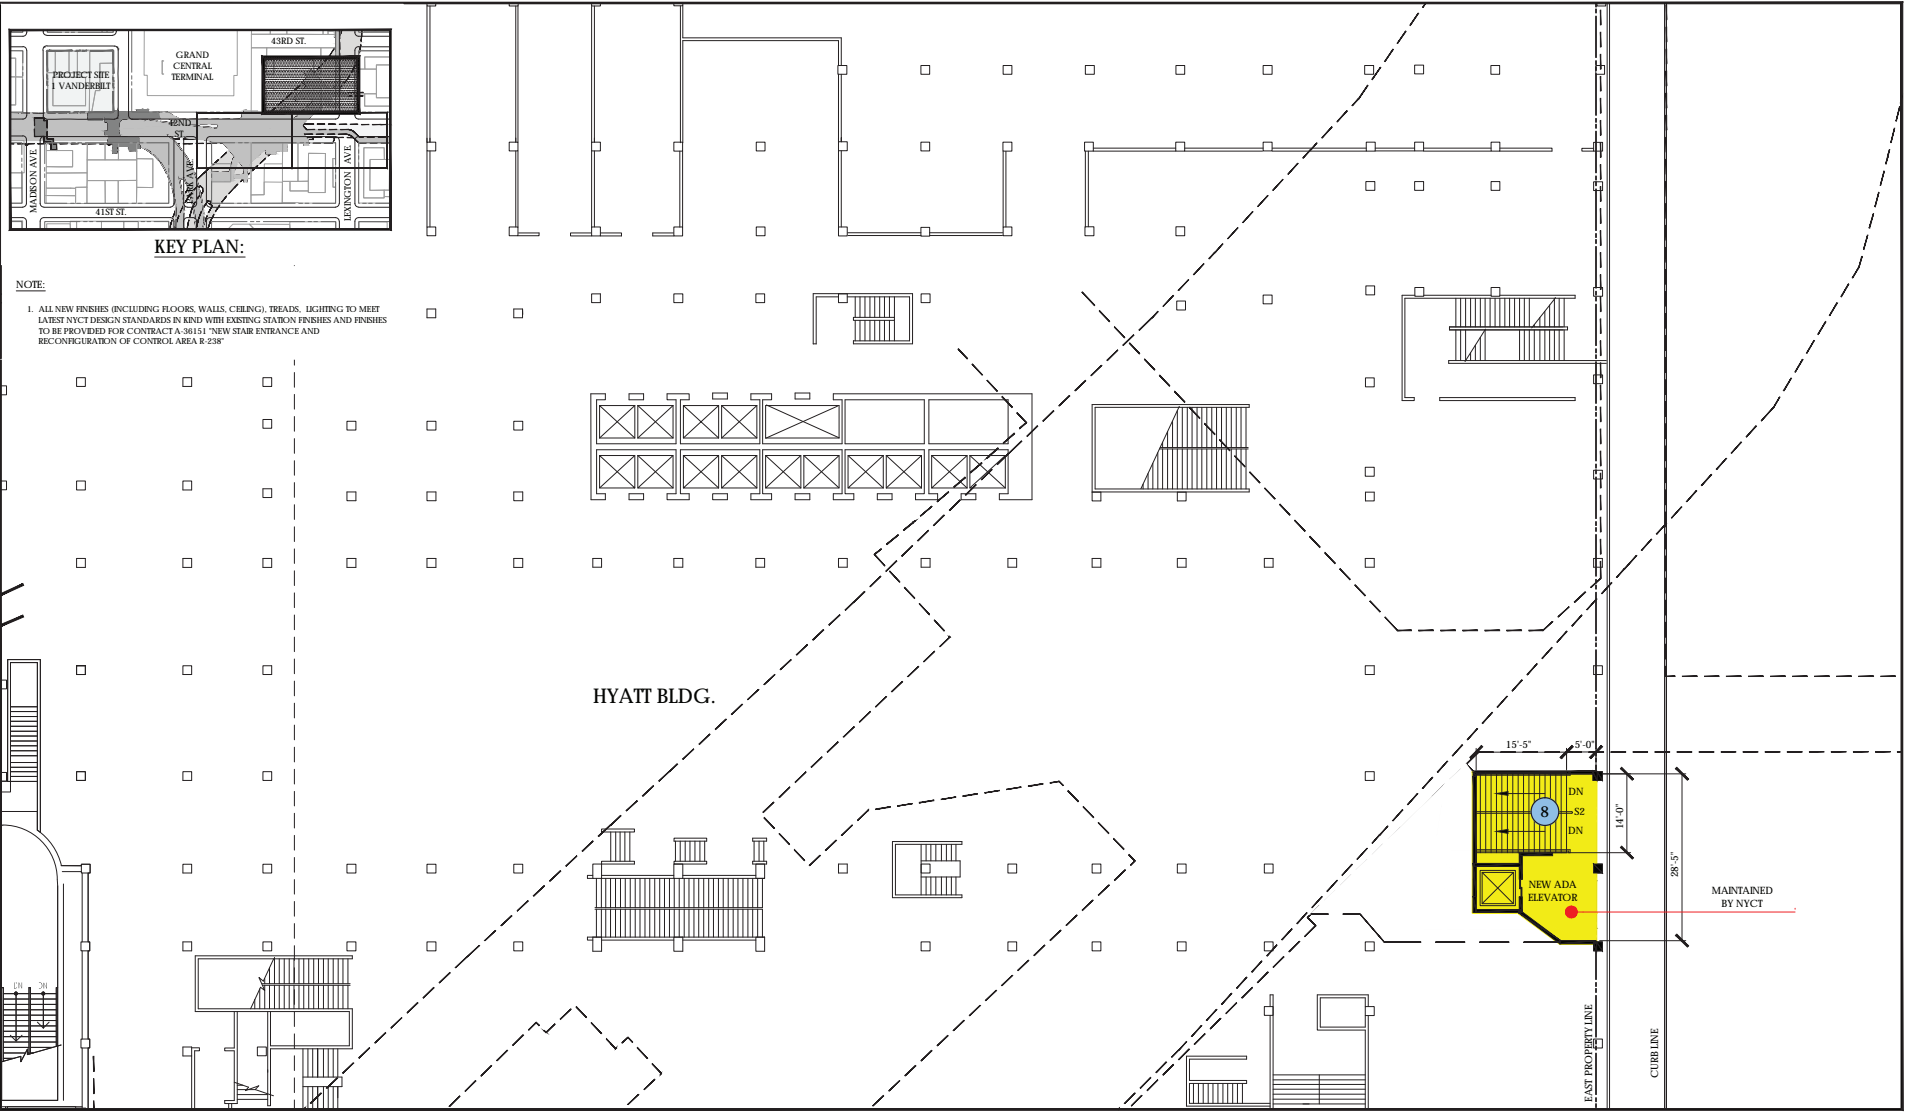 43RD ST.
GRAND
CENTRAL
TERMINAL
PROJECT SITE
1 VANDERBILT
42ND
ST.
MADISON AVE
PARK AVE.
LEXINGTON AVE.
41ST ST.
KEY PLAN:
NOTE:
1. ALL NEW FINISHES (INCLUDING FLOORS, WALLS, CEILING), TREADS, LIGHTING TO MEET
LATEST NYCT DESIGN STANDARDS IN KIND WITH EXISTING STATION FINISHES AND FINISHES
TO BE PROVIDED FOR CONTRACT A-36151 "NEW STAIR ENTRANCE AND
RECONFIGURATION OF CONTROL AREA R-238"
HYATT BLDG.
15'-5"
5'-0"
DN
8
S2
DN
14'-0"
28'-5"
NEW ADA
ELEVATOR
MAINTAINED
BY NYCT
DN DN
EAST PROPERTY LINE
CURB LINE